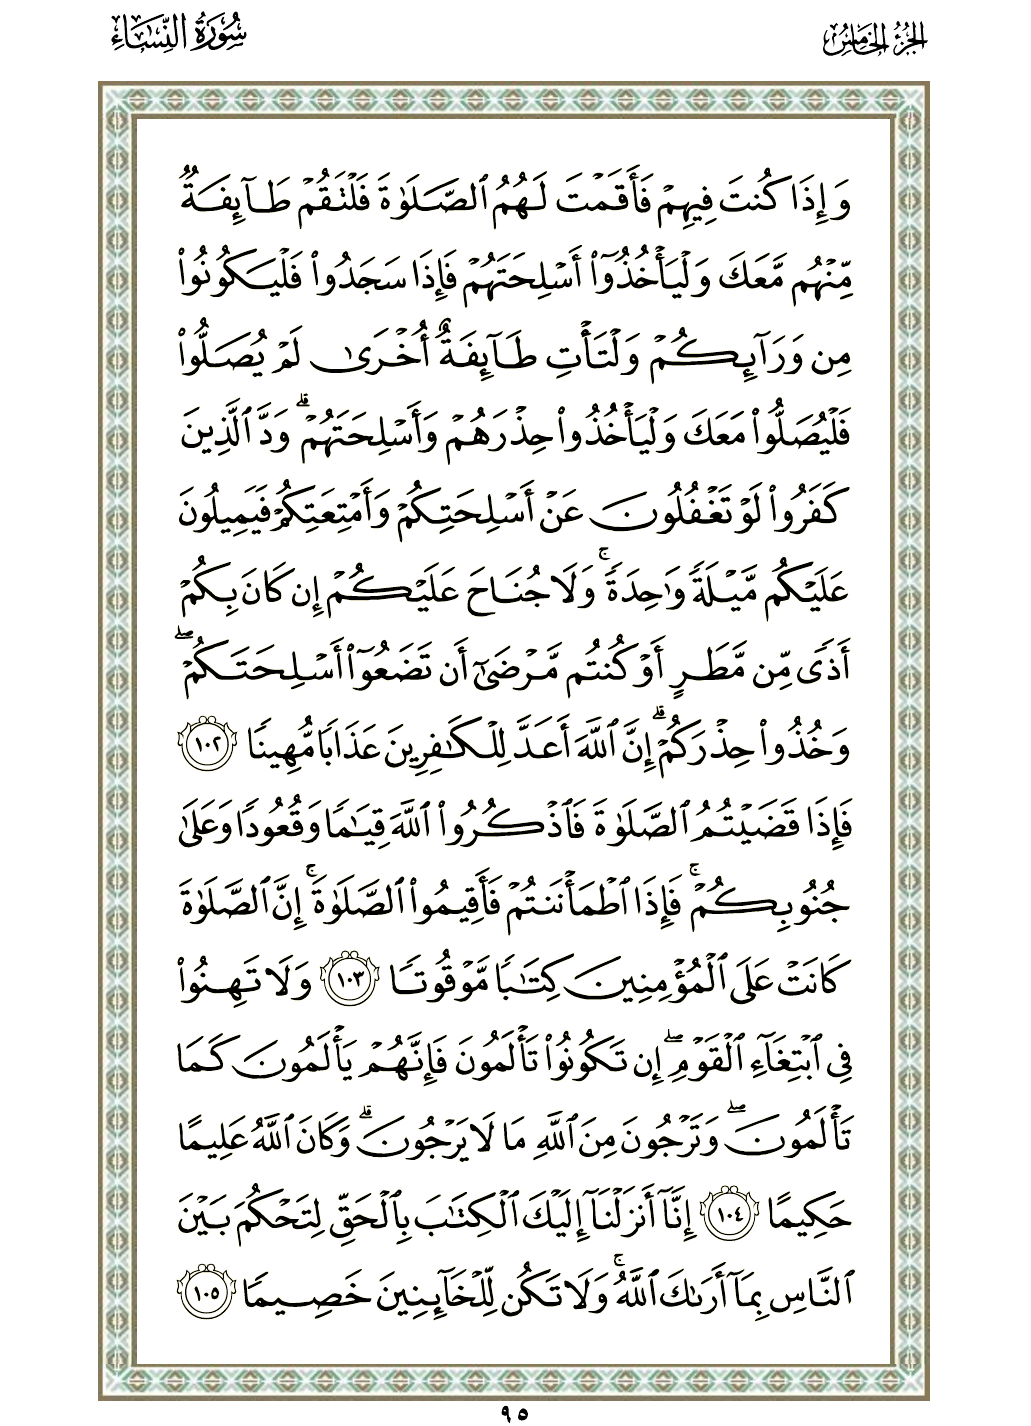 الجزء الخامس
سورة النساء
وَإِذَا كُنتَ فِيهِمۡ فَأَقَمۡتَ لَهُمُ ٱلصَّلَوٰةَ فَلۡتَقُمۡ طَآئِفَةٞ
مِّنۡهُم مَّعَكَ وَلۡيَأۡخُذُوٓاْ أَسۡلِحَتَهُمۡ فَإِذَا سَجَدُواْ فَلۡيَكُونُواْ
مِن وَرَآئِكُمۡ وَلۡتَأۡتِ طَآئِفَةٌ أُخۡرَىٰ لَمۡ يُصَلُّواْ
فَلۡيُصَلُّواْ مَعَكَ وَلۡيَأۡخُذُواْ حِذۡرَهُمۡ وَأَسۡلِحَتَهُمۡۗ وَدَّ ٱلَّذِينَ
كَفَرُواْ لَوۡ تَغۡفُلُونَ عَنۡ أَسۡلِحَتِكُمۡ وَأَمۡتِعَتِكُمۡ فَيَمِيلُونَ
عَلَيۡكُم مَّيۡلَةٗ وَٰحِدَةٗۚ وَلَا جُنَاحَ عَلَيۡكُمۡ إِن كَانَ بِكُمۡ
أَذٗى مِّن مَّطَرٍ أَوۡ كُنتُم مَّرۡضَىٰٓ أَن تَضَعُوٓاْ أَسۡلِحَتَكُمۡۖ
وَخُذُواْ حِذۡرَكُمۡۗ إِنَّ ٱللَّهَ أَعَدَّ لِلۡكَٰفِرِينَ عَذَابٗا مُّهِينٗا ١٠٢
فَإِذَا قَضَيۡتُمُ ٱلصَّلَوٰةَ فَٱذۡكُرُواْ ٱللَّهَ قِيَٰمٗا وَقُعُودٗا وَعَلَىٰ
جُنُوبِكُمۡۚ فَإِذَا ٱطۡمَأۡنَنتُمۡ فَأَقِيمُواْ ٱلصَّلَوٰةَۚ إِنَّ ٱلصَّلَوٰةَ
كَانَتۡ عَلَى ٱلۡمُؤۡمِنِينَ كِتَٰبٗا مَّوۡقُوتٗا ١٠٣ وَلَا تَهِنُواْ
فِي ٱبۡتِغَآءِ ٱلۡقَوۡمِۖ إِن تَكُونُواْ تَأۡلَمُونَ فَإِنَّهُمۡ يَأۡلَمُونَ كَمَا
تَأۡلَمُونَۖ وَتَرۡجُونَ مِنَ ٱللَّهِ مَا لَا يَرۡجُونَۗ وَكَانَ ٱللَّهُ عَلِيمًا
حَكِيمًا ١٠٤ إِنَّآ أَنزَلۡنَآ إِلَيۡكَ ٱلۡكِتَٰبَ بِٱلۡحَقِّ لِتَحۡكُمَ بَيۡنَ
ٱلنَّاسِ بِمَآ أَرَىٰكَ ٱللَّهُۚ وَلَا تَكُن لِّلۡخَآئِنِينَ خَصِيمٗا ١٠٥
٩٥